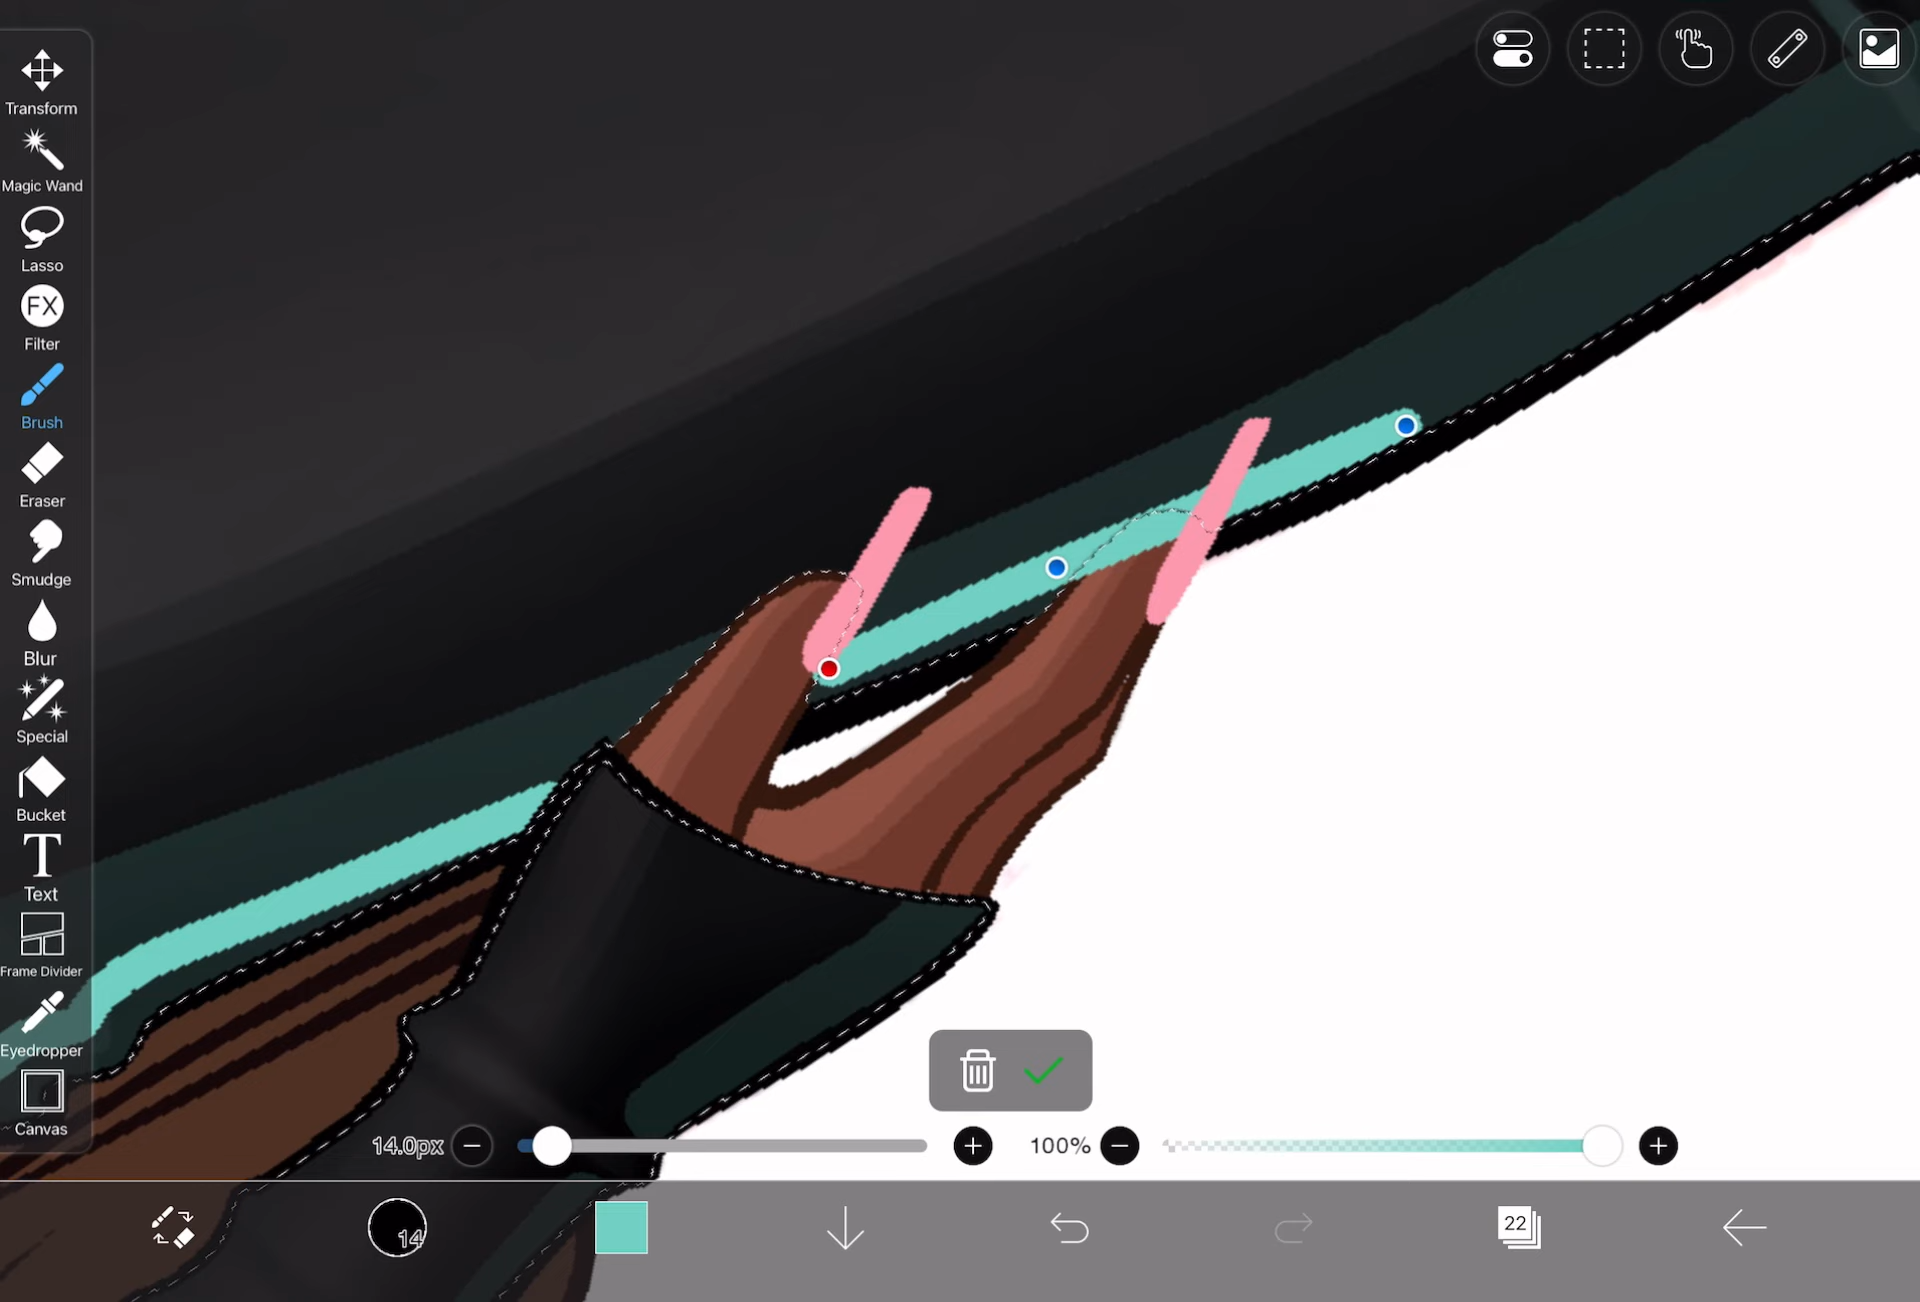 Transform
Magic Wand
Lasso
FX
Filter
Brush
Eraser
Smudge
Blur
Special
Bucket
T
Text
Frame Divider
Eyedropper
Canvas
14.0px
100%
14
22